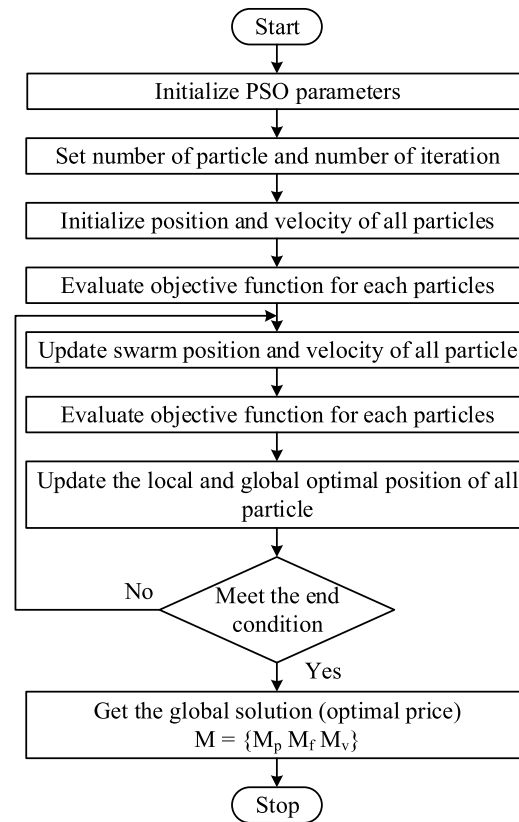 Start
Initialize PSO parameters
Set number of particle and number of iteration
Initialize position and velocity of all particles
Evaluate objective function for each particles
Update swarm position and velocity of all particle
Evaluate objective function for each particles
Update the local and global optimal position of all
particle
No
Meet the end
condition
Yes
Get the global solution (optimal price)
M = {Mp Mf Mv}
Stop